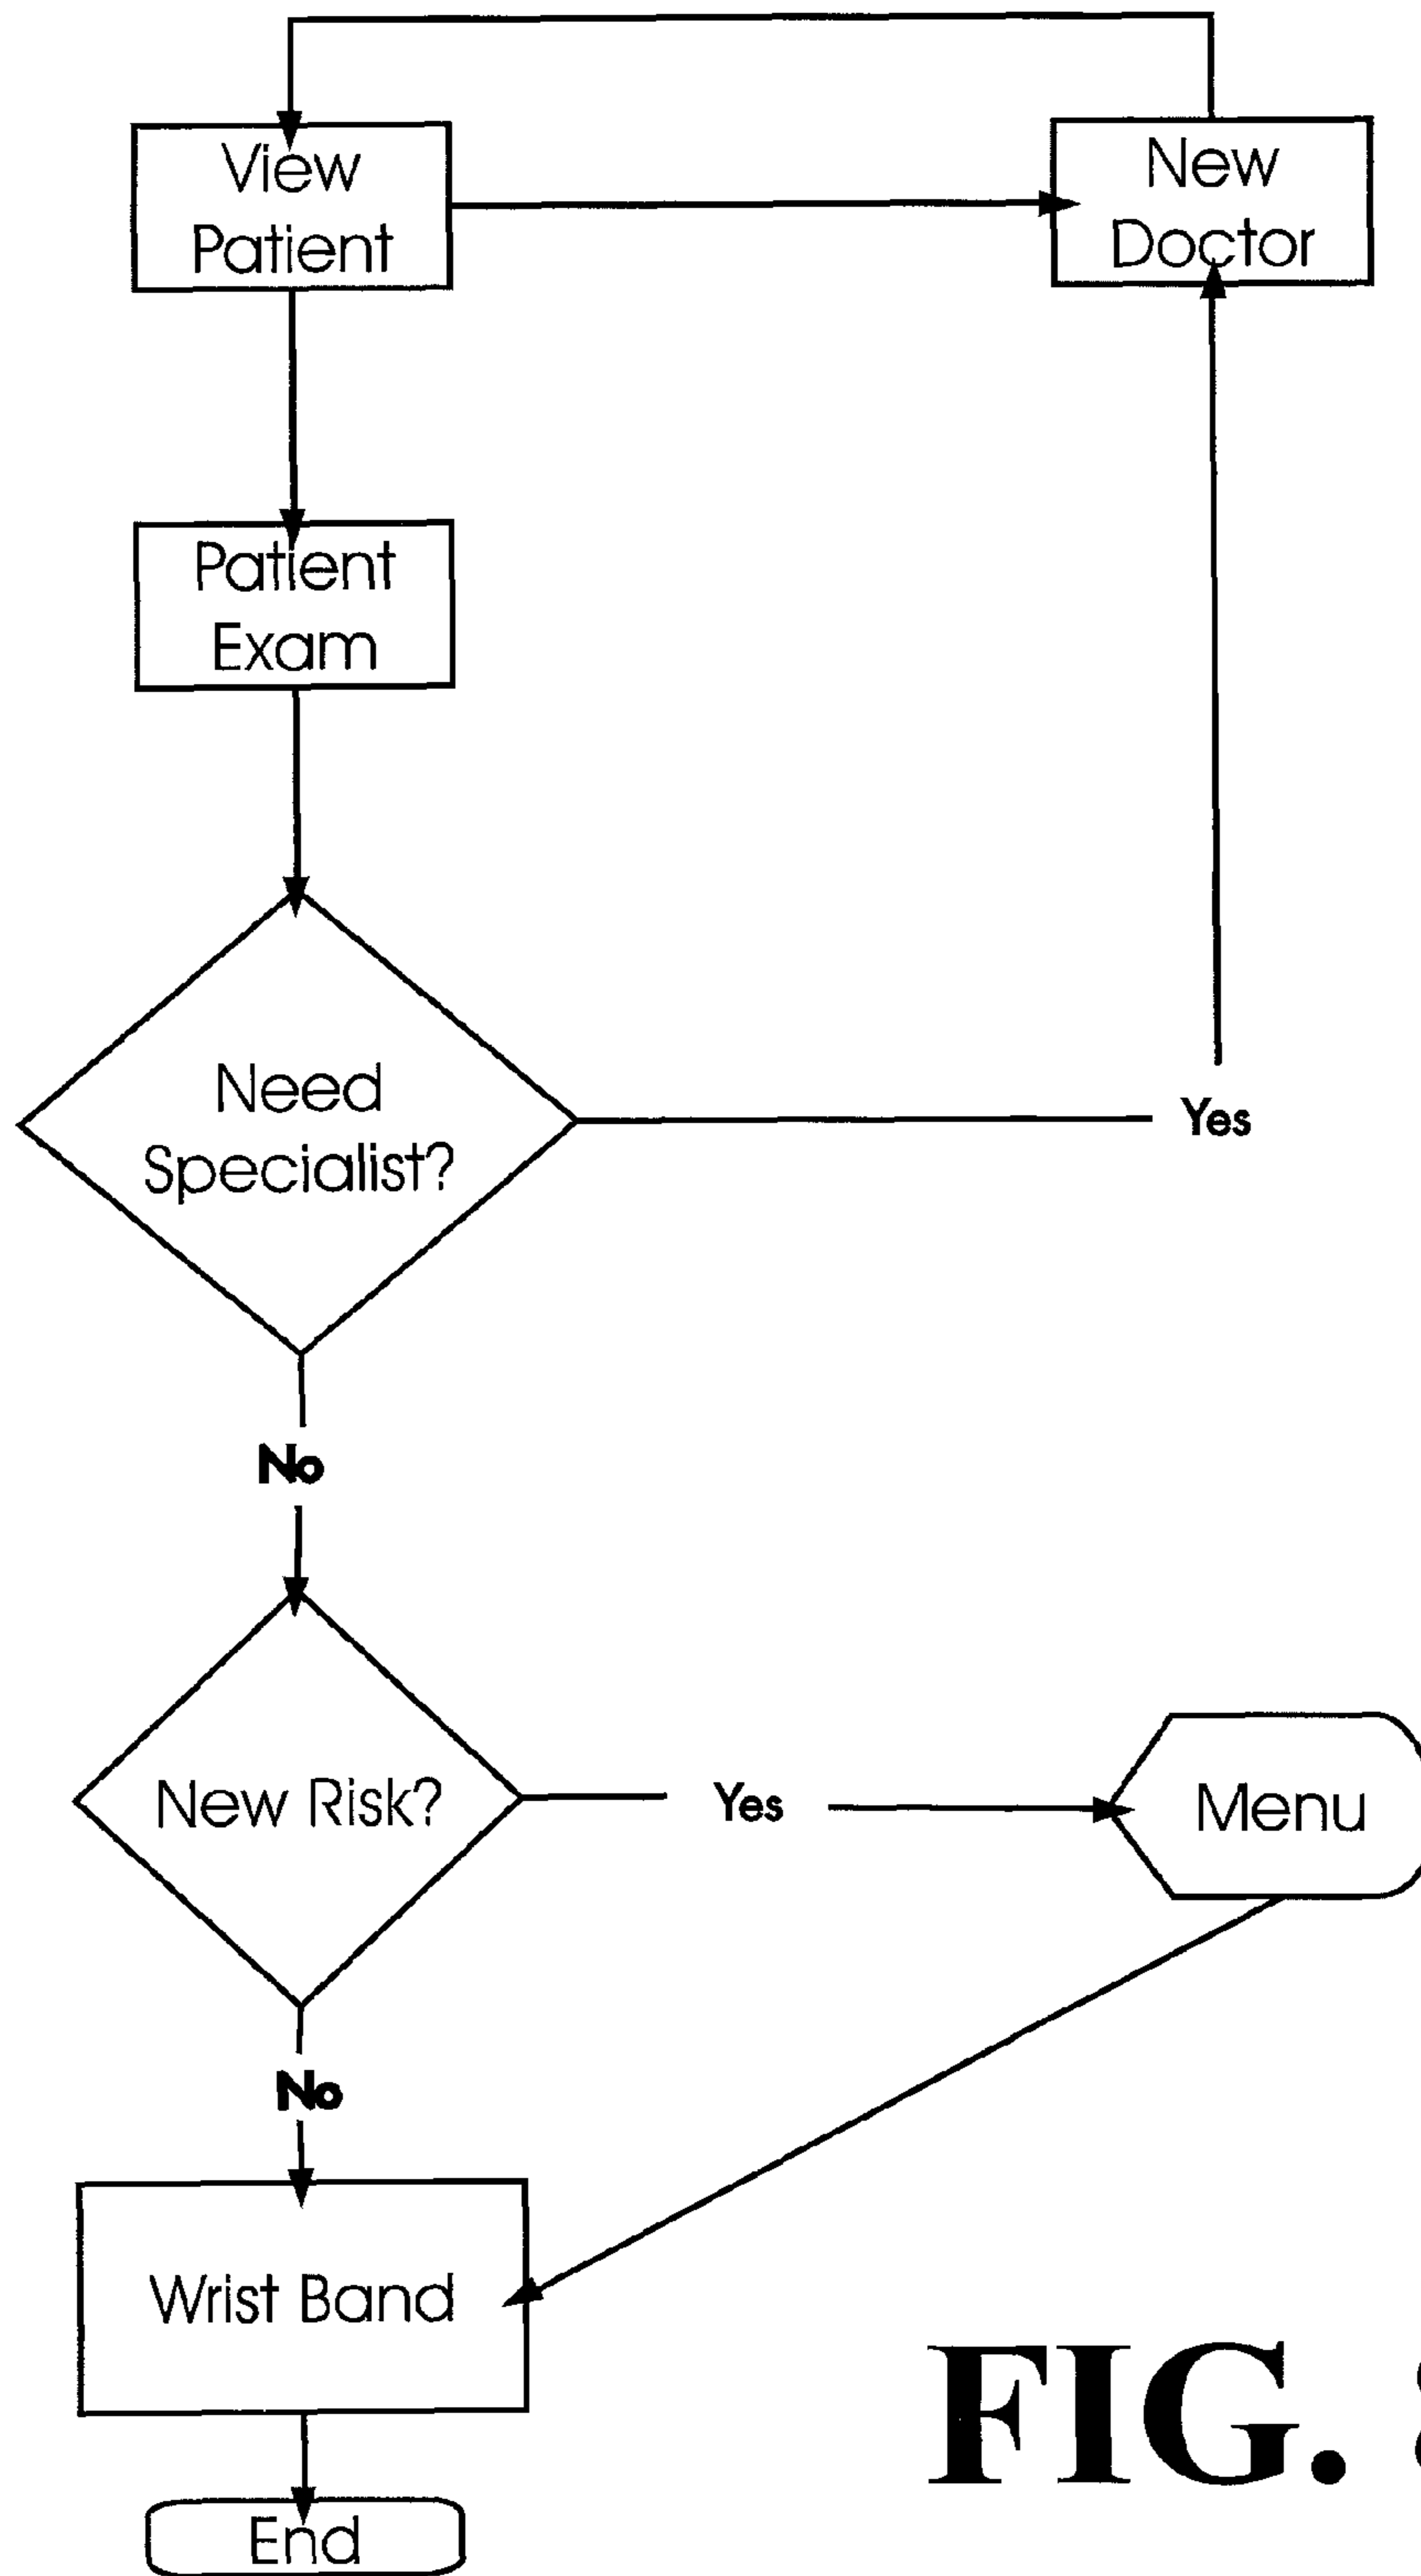 View
Patient
New
Doctor
Patient
Exam
Need
Specialist?
Yes
No
New Risk?
Yes
Menu
No
Wrist Band
FIG.
End